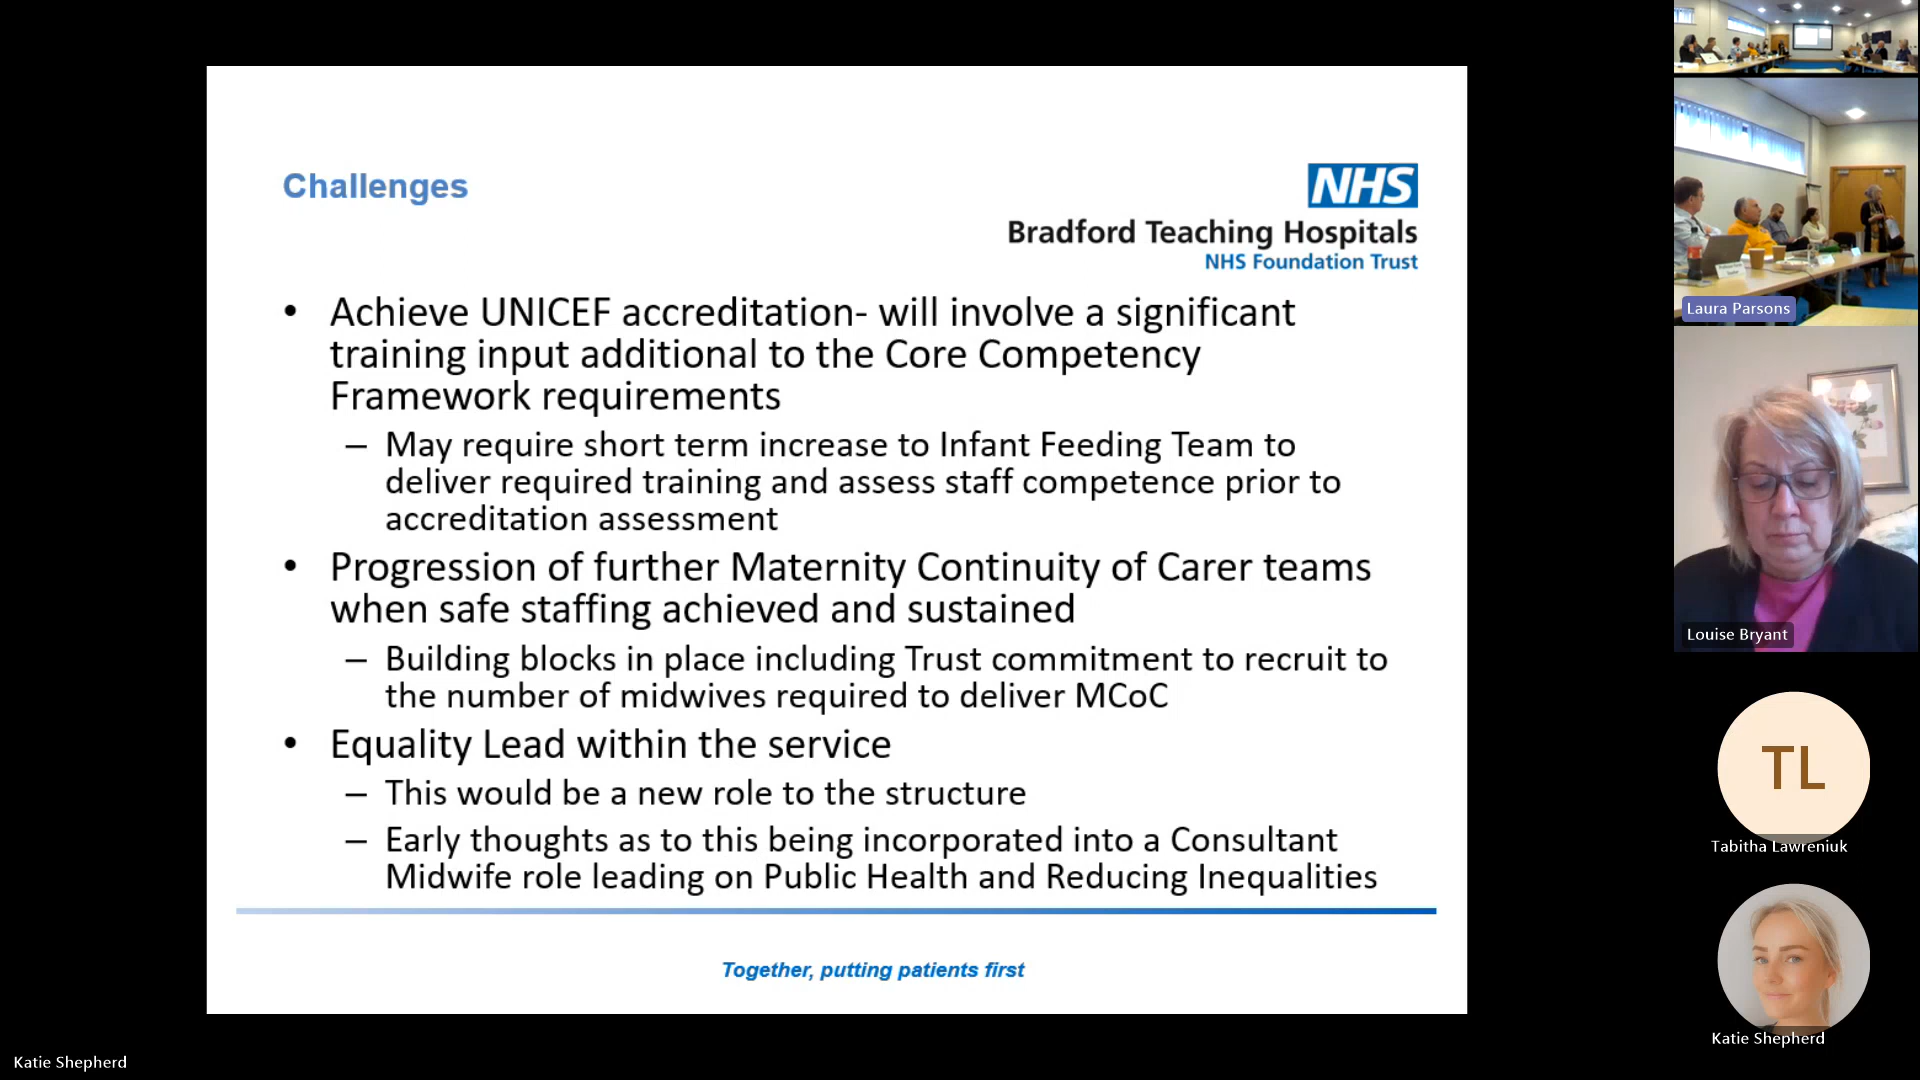 Challenges
NHS
Bradford Teaching Hospitals
NHS Foundation Trust
• Achieve UNICEF accreditation- will involve a significant
training input additional to the Core Competency
Framework requirements
– May require short term increase to Infant Feeding Team to
deliver required training and assess staff competence prior to
accreditation assessment
• Progression of further Maternity Continuity of Carer teams
when safe staffing achieved and sustained
– Building blocks in place including Trust commitment to recruit to
the number of midwives required to deliver MCoC
• Equality Lead within the service
– This would be a new role to the structure
– Early thoughts as to this being incorporated into a Consultant
Midwife role leading on Public Health and Reducing Inequalities
Together, putting patients first
Laura Parsons
Louise Bryant
TL
Tabitha Lawreniuk
Katie Shepherd
Katie Shepherd